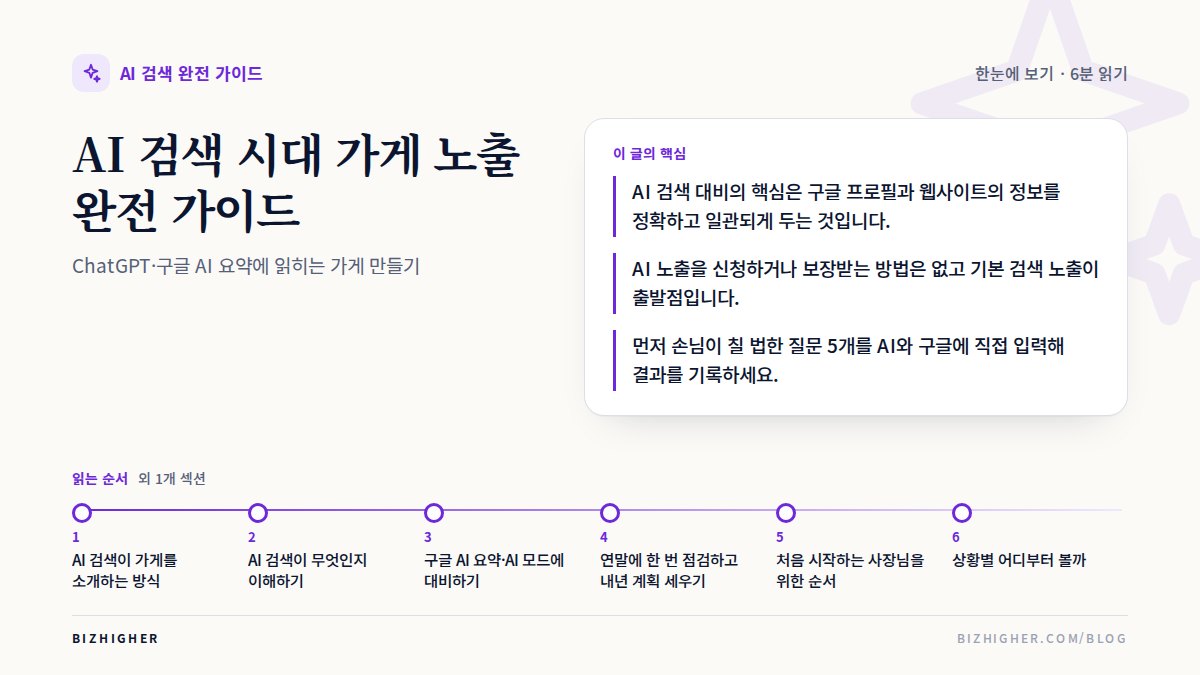 AI 검색 완전 가이드
한눈에 보기 · 6분 읽기
AI 검색 시대 가게 노출
완전 가이드
ChatGPT·구글 AI 요약에 읽히는 가게 만들기
이 글의 핵심
AI 검색 대비의 핵심은 구글 프로필과 웹사이트의 정보를
정확하고 일관되게 두는 것입니다.
AI 노출을 신청하거나 보장받는 방법은 없고 기본 검색 노출이
출발점입니다.
먼저 손님이 칠 법한 질문 5개를 AI와 구글에 직접 입력해
결과를 기록하세요.
읽는 순서 외 1개 섹션
1
AI 검색이 가게를
소개하는 방식
2
AI 검색이 무엇인지
이해하기
3
구글 AI 요약·AI 모드에
대비하기
4
연말에 한 번 점검하고
내년 계획 세우기
5
처음 시작하는 사장님을
위한 순서
6
상황별 어디부터 볼까
BIZHIGHER
BIZHIGHER.COM/BLOG